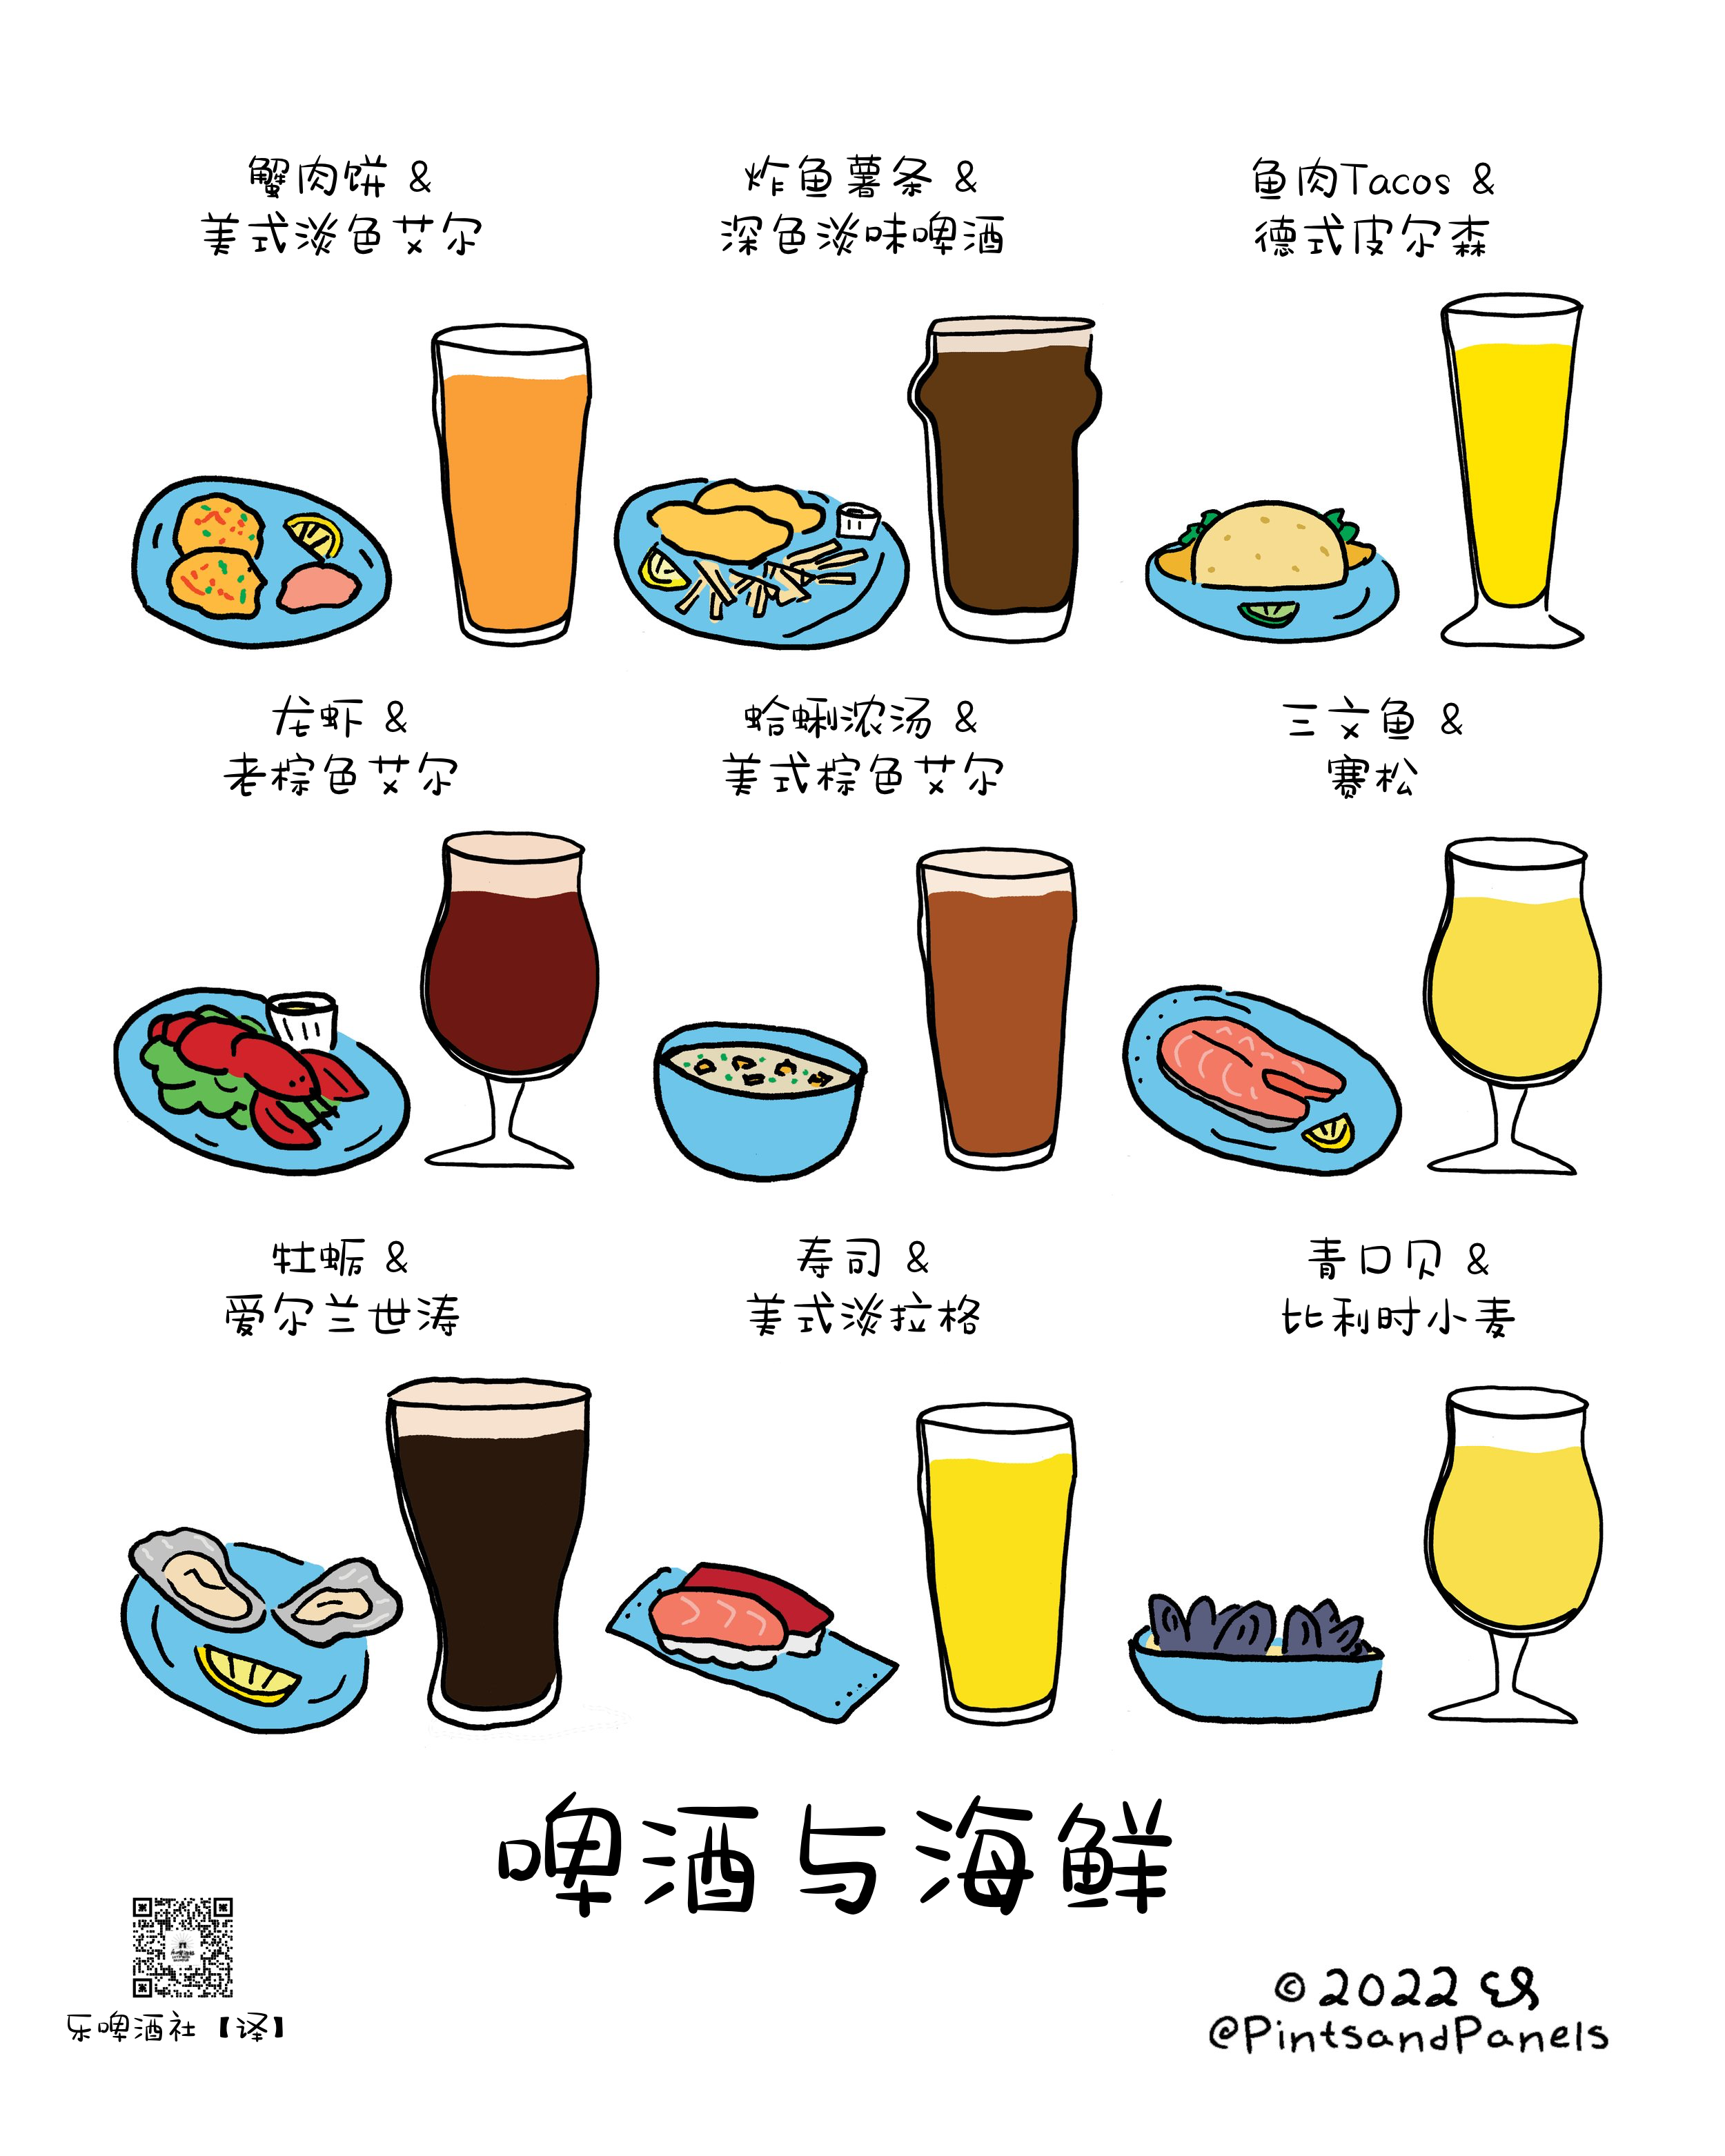 蟹肉饼 &
美式淡色艾尔
炸鱼薯条 &
深色淡味啤酒
鱼肉Tacos &
德式皮尔森
龙虾 &
老棕色艾尔
蛤蜊浓汤 &
美式棕色艾尔
三文鱼 &
赛松
牡蛎 &
爱尔兰世涛
寿司 &
美式淡拉格
青口贝 &
比利时小麦
啤酒与海鲜
乐啤酒社【译】
© 2022
@PintsandPanels